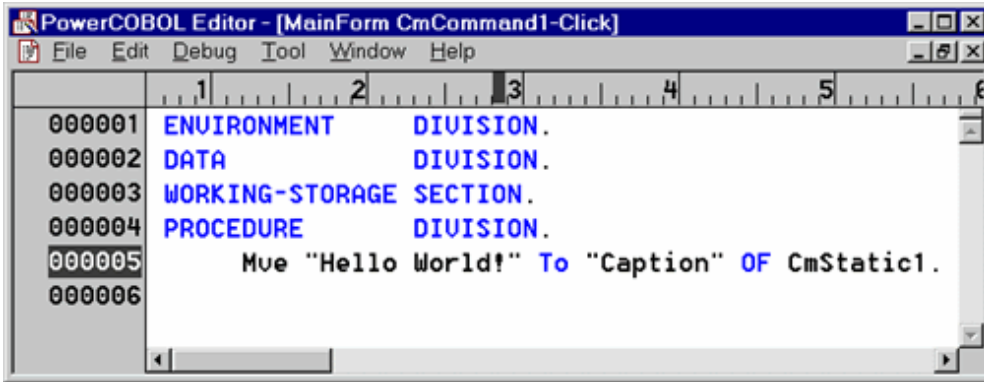 PowerCOBOL Editor - [MainForm CmCommand1-Click]
File Edit Debug Tool Window Help
1 2 3 4 5 6
000001 ENVIRONMENT DIVISION.
000002 DATA DIVISION.
000003 WORKING-STORAGE SECTION.
000004 PROCEDURE DIVISION.
000005 Mve "Hello World!" To "Caption" OF CmStatic1.
000006